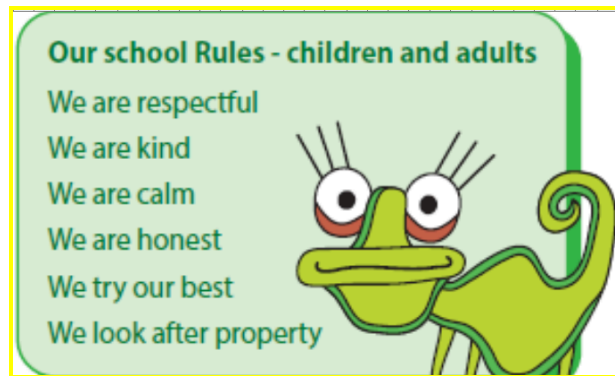 Our school Rules - children and adults
We are respectful
We are kind
We are calm
We are honest
We try our best
We look after property